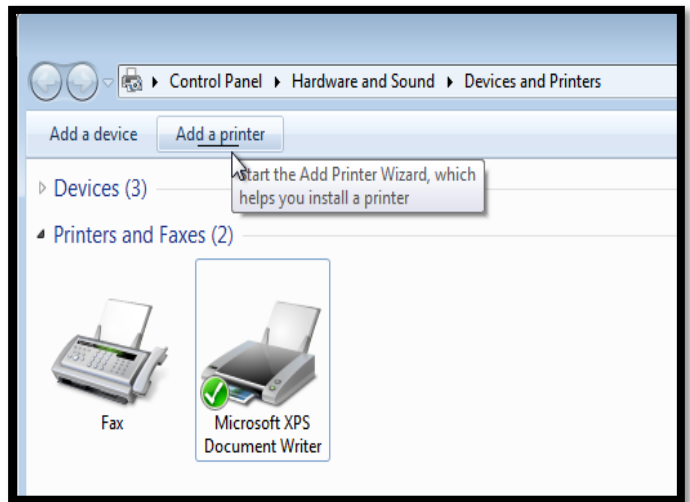 Control Panel ▸ Hardware and Sound ▸ Devices and Printers
Add a device Add a printer
Start the Add Printer Wizard, which
helps you install a printer
Devices (3)
Printers and Faxes (2)
Fax
Microsoft XPS
Document Writer